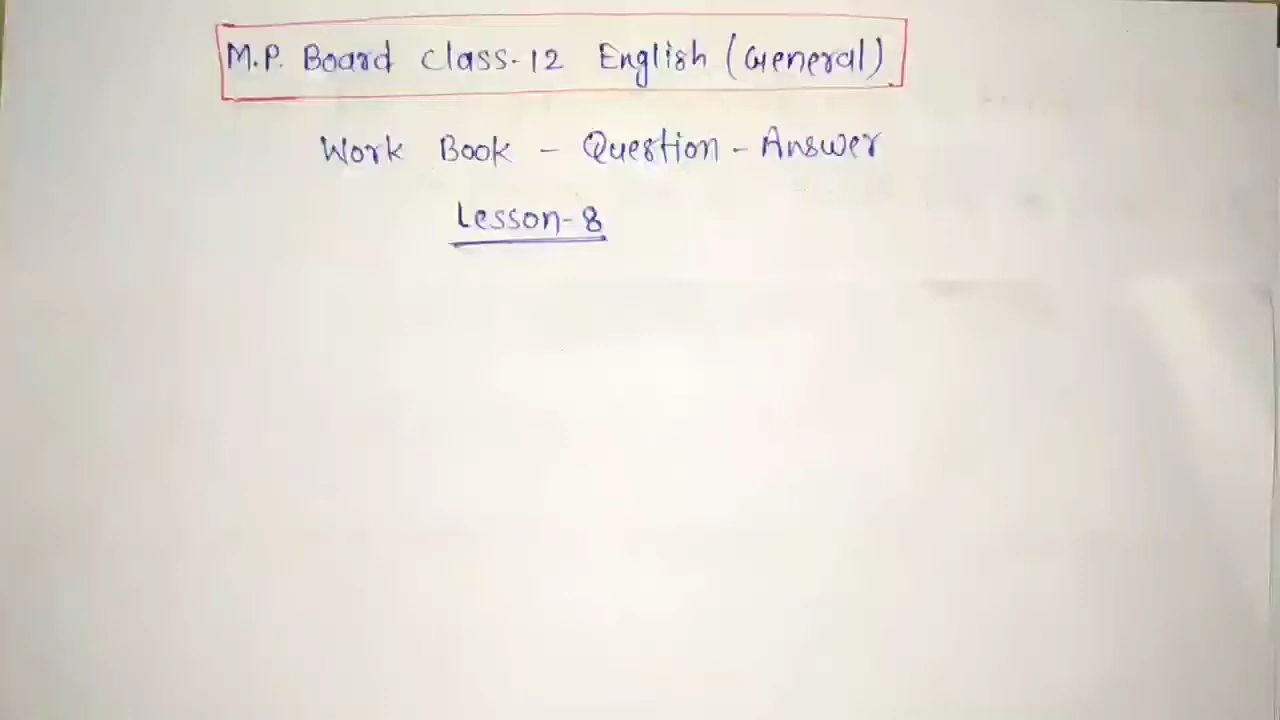 M.P. Board Class-12 English (General)
Work Book - Question - Answer
Lesson-8